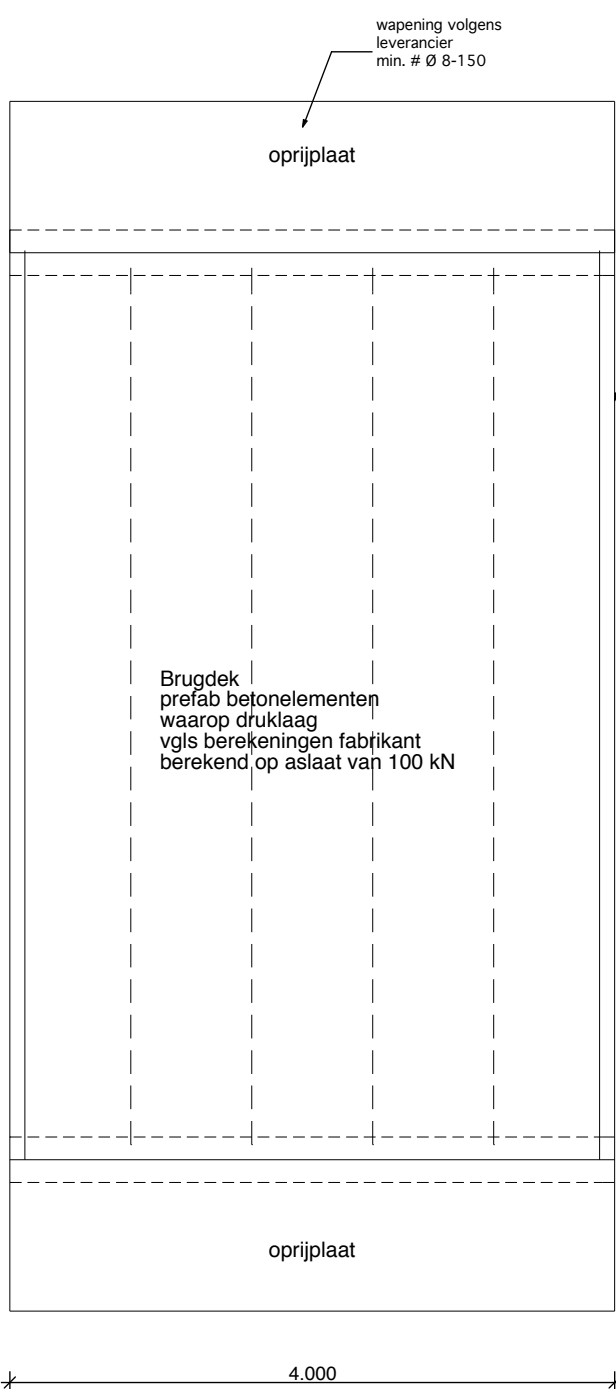 wapening volgens
leverancier
min. # Ø 8-150
oprijplaat
Brugdek
prefab betonelementen
waarop druklaag
vgls berekeningen fabrikant
berekend op aslaat van 100 kN
oprijplaat
4.000